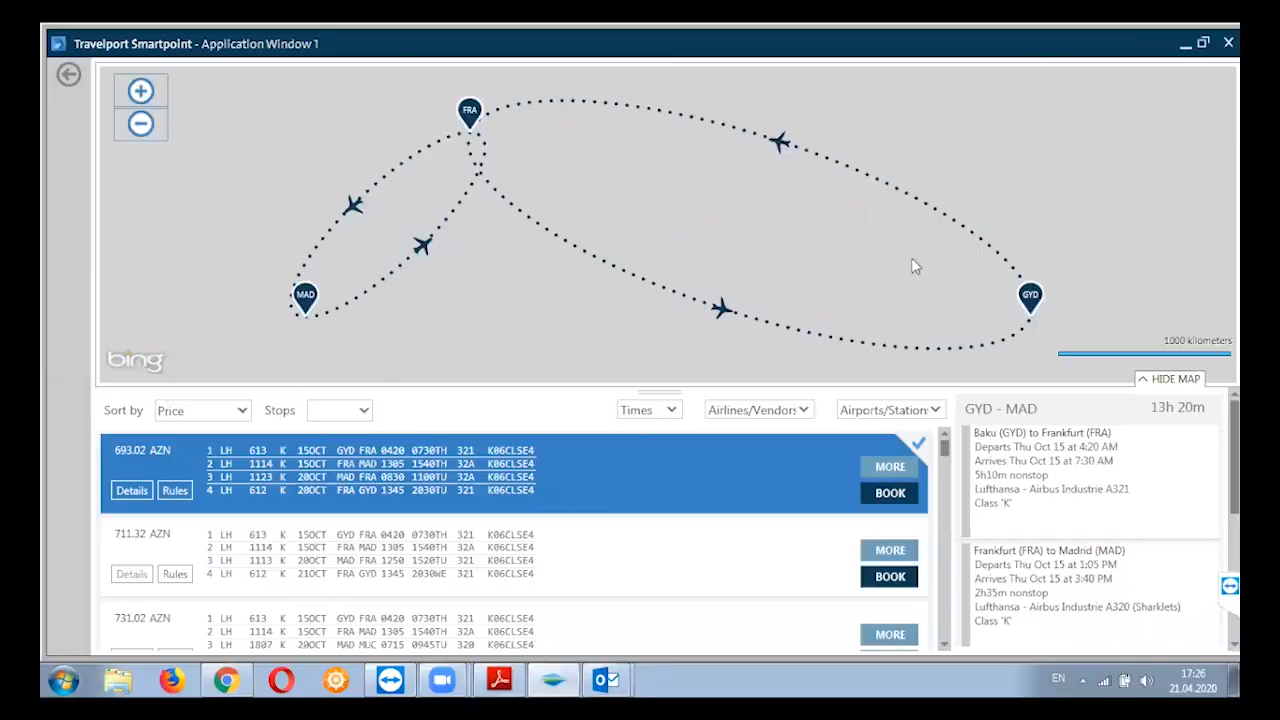 Travelport Smartpoint - Application Window 1
FRA
MAD
GYD
bing
1000 kilometers
HIDE MAP
Sort by Price Stops Times Airlines/Vendors Airports/Station
GYD - MAD 13h 20m
693.02 AZN
1 LH 613 K 15OCT GYD FRA 0420 0730TH 321 K06CLSE4
2 LH 1114 K 15OCT FRA MAD 1305 1540TH 32A K06CLSE4
3 LH 1123 K 20OCT MAD FRA 0830 1100TU 32A K06CLSE4
4 LH 612 K 20OCT FRA GYD 1345 2030TU 321 K06CLSE4
Details Rules
MORE
BOOK
711.32 AZN
1 LH 613 K 15OCT GYD FRA 0420 0730TH 321 K06CLSE4
2 LH 1114 K 15OCT FRA MAD 1305 1540TH 32A K06CLSE4
3 LH 1113 K 20OCT MAD FRA 1250 1520TU 32A K06CLSE4
4 LH 612 K 21OCT FRA GYD 1345 2030WE 321 K06CLSE4
Details Rules
MORE
BOOK
731.02 AZN
1 LH 613 K 15OCT GYD FRA 0420 0730TH 321 K06CLSE4
2 LH 1114 K 15OCT FRA MAD 1305 1540TH 32A K06CLSE4
3 LH 1807 K 20OCT MAD MUC 0715 0945TU 320 K06CLSE4
MORE
Baku (GYD) to Frankfurt (FRA)
Departs Thu Oct 15 at 4:20 AM
Arrives Thu Oct 15 at 7:30 AM
5h10m nonstop
Lufthansa - Airbus Industrie A321
Class 'K'
Frankfurt (FRA) to Madrid (MAD)
Departs Thu Oct 15 at 1:05 PM
Arrives Thu Oct 15 at 3:40 PM
2h35m nonstop
Lufthansa - Airbus Industrie A320 (Sharklets)
Class 'K'
EN
17:26
21.04.2020